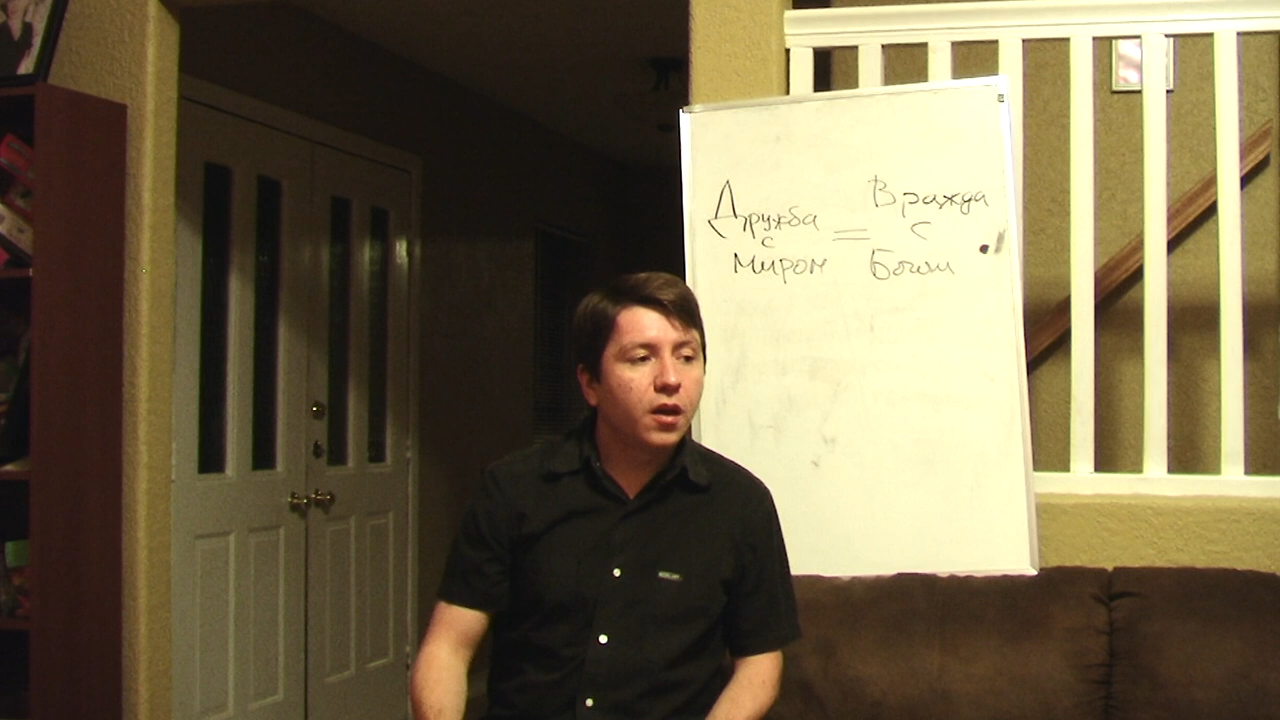 Дружба
с
миром
=
Вражда
с
Богом